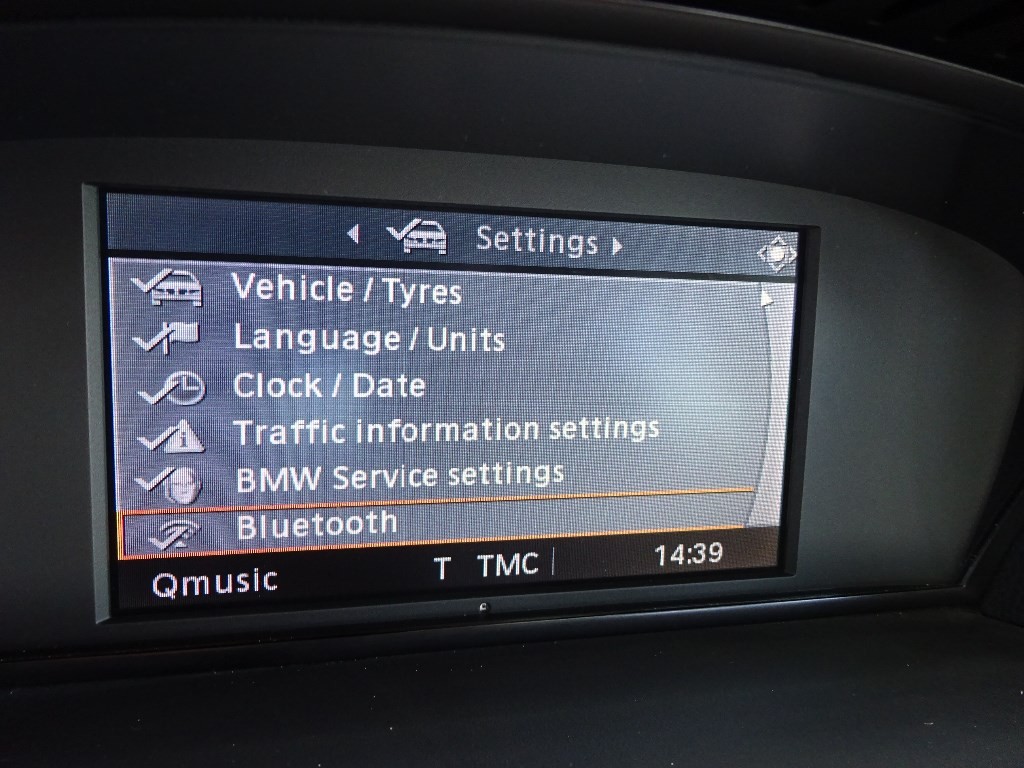 Settings
Vehicle / Tyres
Language / Units
Clock / Date
Traffic information settings
BMW Service settings
Bluetooth
Qmusic T TMC 14:39